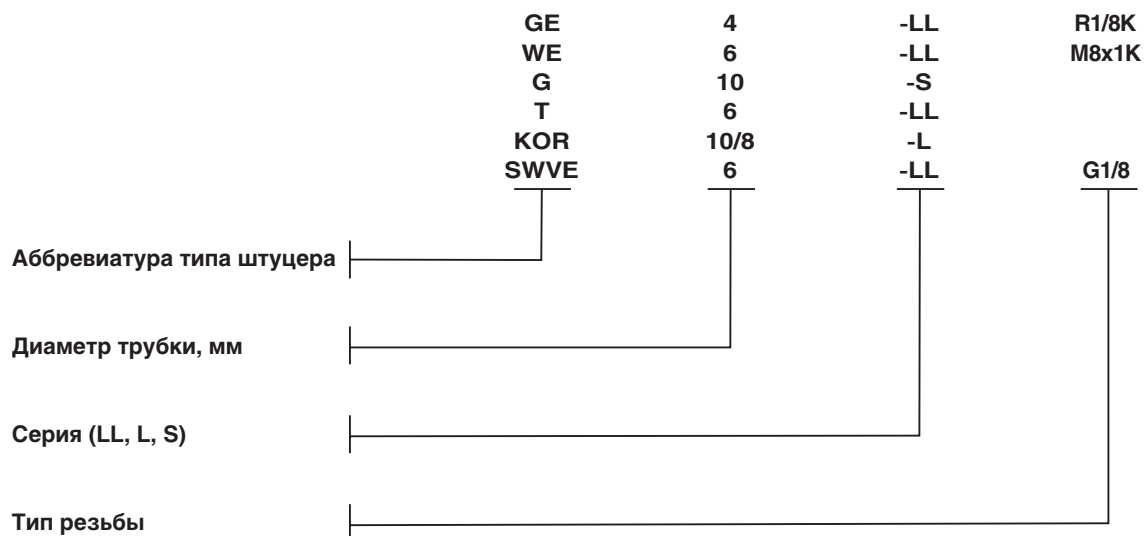 GE 4 -LL R1/8K
WE 6 -LL M8x1K
G 10 -S
T 6 -LL
KOR 10/8 -L
SWVE 6 -LL G1/8
Аббревиатура типа штуцера
Диаметр трубки, мм
Серия (LL, L, S)
Тип резьбы